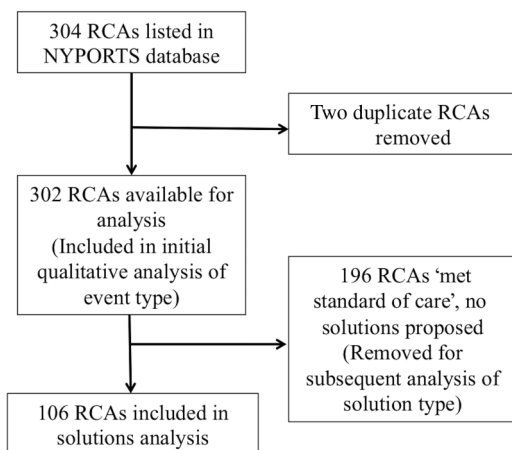 304 RCAs listed in
NYPORTS database
Two duplicate RCAs
removed
302 RCAs available for
analysis
(Included in initial
qualitative analysis of
event type)
196 RCAs ‘met
standard of care’, no
solutions proposed
(Removed for
subsequent analysis of
solution type)
106 RCAs included in
solutions analysis